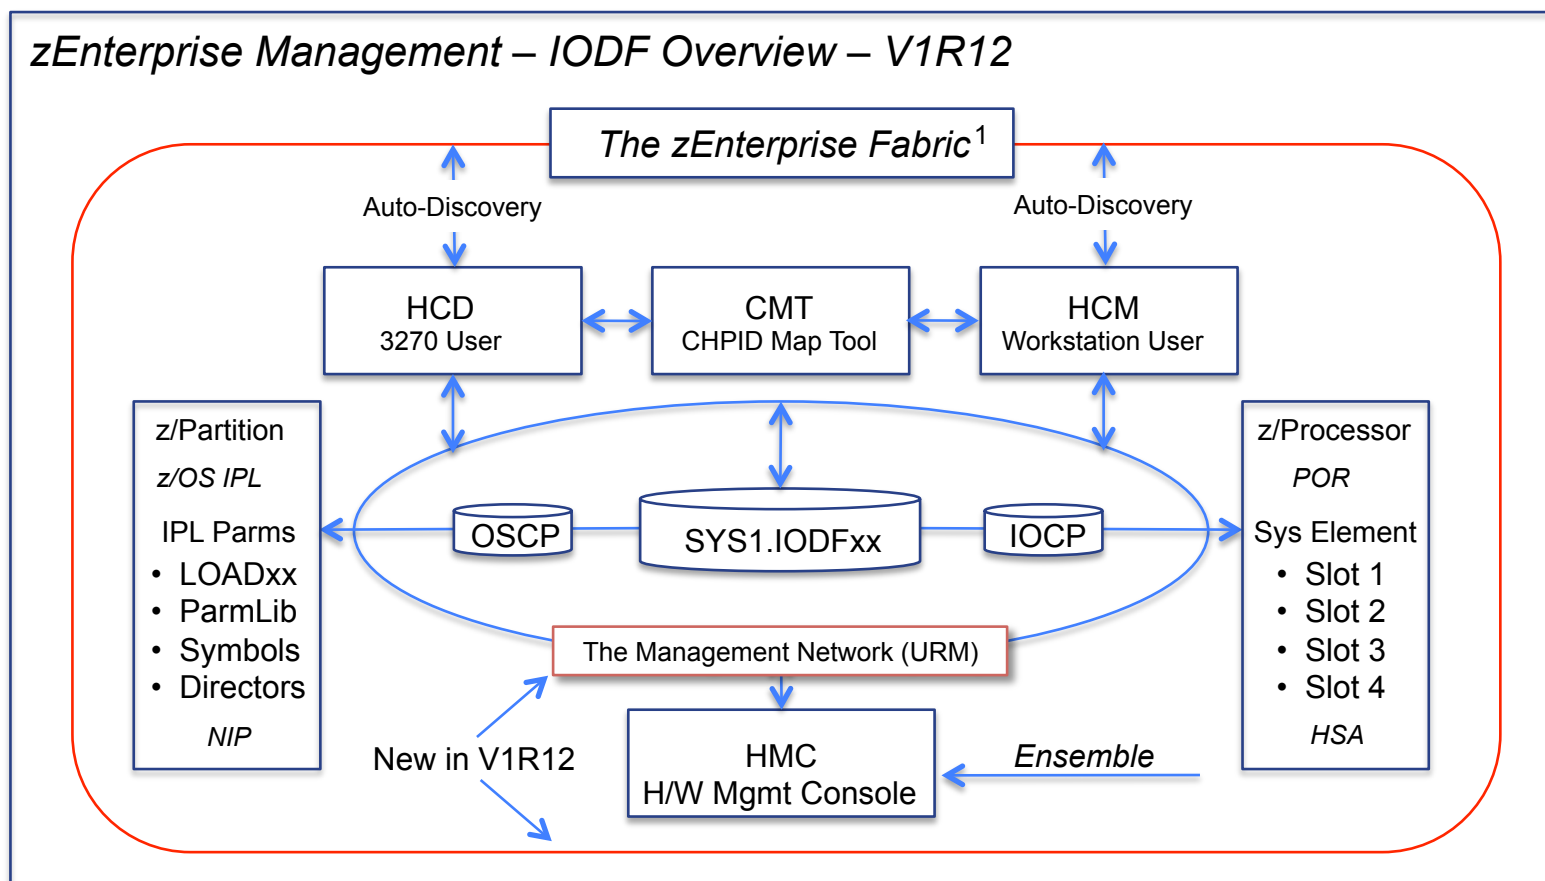 zEnterprise Management – IODF Overview – V1R12
The zEnterprise Fabric¹
Auto-Discovery
Auto-Discovery
HCD
3270 User
CMT
CHPID Map Tool
HCM
Workstation User
z/Partition
z/OS IPL
IPL Parms
• LOADxx
• ParmLib
• Symbols
• Directors
NIP
OSCP
SYS1.IODFxx
IOCP
z/Processor
POR
Sys Element
• Slot 1
• Slot 2
• Slot 3
• Slot 4
HSA
The Management Network (URM)
New in V1R12
HMC
H/W Mgmt Console
Ensemble